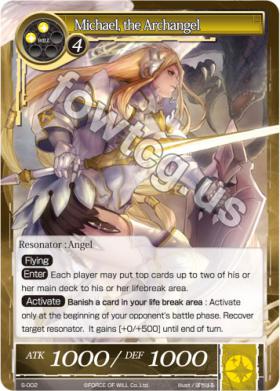 Michael, the Archangel
WILL
4
fowtcg.us
Resonator : Angel
Flying
Enter Each player may put top cards up to two of his or
her main deck to his or her lifebreak area.
Activate Banish a card in your life break area : Activate
only at the beginning of your opponent's battle phase. Recover
target resonator. It gains [+0/+500] until end of turn.
ATK 1000 / DEF 1000
S-002 ©FORCE OF WILL Co.,Ltd. Illust /